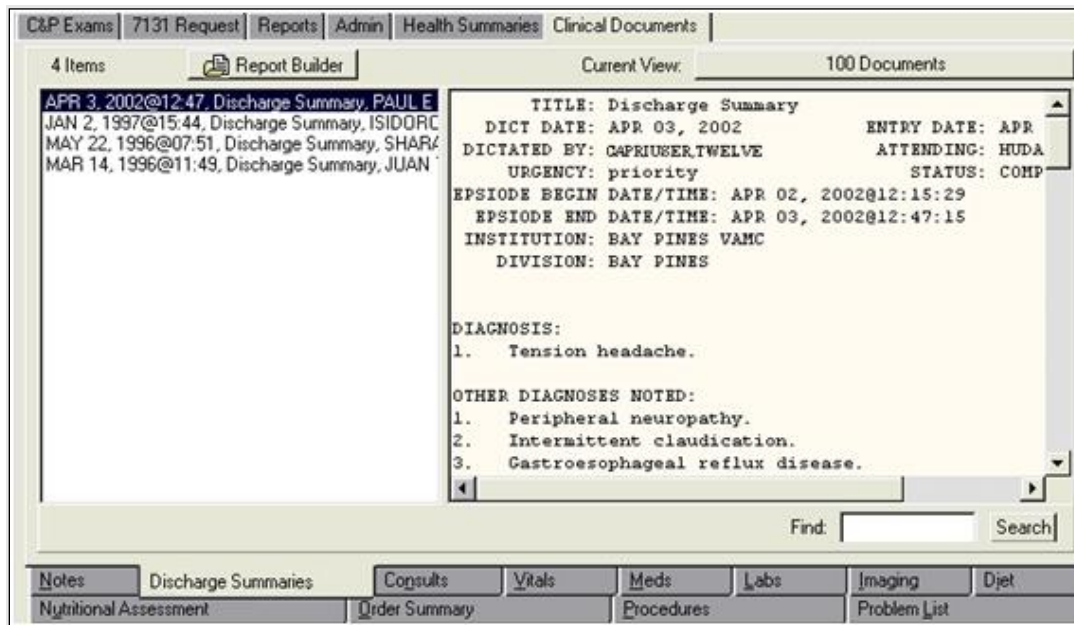 C&P Exams 7131 Request Reports Admin Health Summaries Clinical Documents
4 Items Report Builder Current View: 100 Documents
APR 3, 2002@12:47, Discharge Summary, PAUL E
JAN 2, 1997@15:44, Discharge Summary, ISIDORC
MAY 22, 1996@07:51, Discharge Summary, SHARA
MAR 14, 1996@11:49, Discharge Summary, JUAN
TITLE: Discharge Summary
DICT DATE: APR 03, 2002 ENTRY DATE: APR
DICTATED BY: CAPRIUSER,TWELVE ATTENDING: HUDA
URGENCY: priority STATUS: COMP
EPSIODE BEGIN DATE/TIME: APR 02, 2002@12:15:29
EPSIODE END DATE/TIME: APR 03, 2002@12:47:15
INSTITUTION: BAY PINES VAMC
DIVISION: BAY PINES
DIAGNOSIS:
1. Tension headache.
OTHER DIAGNOSES NOTED:
1. Peripheral neuropathy.
2. Intermittent claudication.
3. Gastroesophageal reflux disease.
Find: Search
Notes Discharge Summaries Consults Vitals Meds Labs Imaging Diet
Nutritional Assessment Order Summary Procedures Problem List